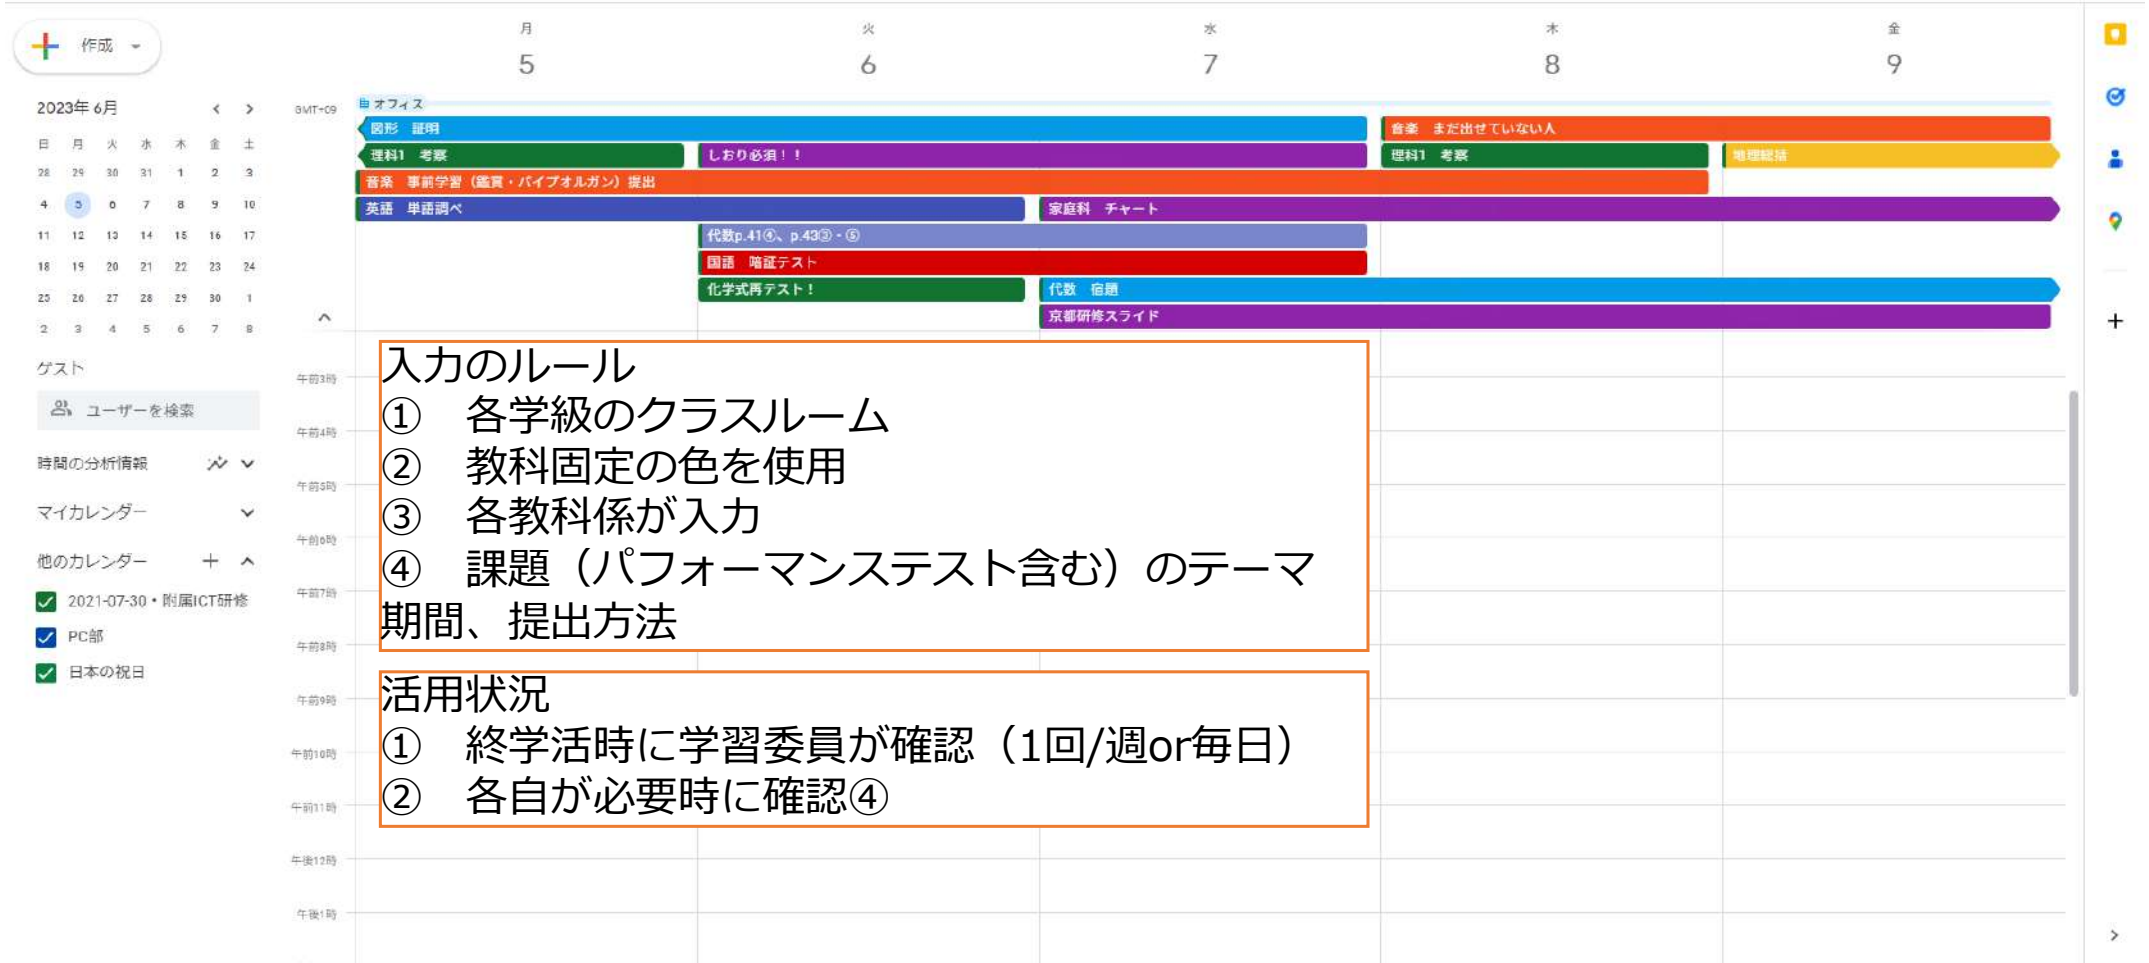 作成
月
火
水
木
金
5
6
7
8
9
2023年 6月
GMT+09
オフィス
日 月 火 水 木 金 土
28 29 30 31 1 2 3
4 5 6 7 8 9 10
11 12 13 14 15 16 17
18 19 20 21 22 23 24
25 26 27 28 29 30 1
2 3 4 5 6 7 8
図形 証明
音楽 まだ出せていない人
理科1 考察
しおり必須！！
理科1 考察
地理総括
音楽 事前学習（鑑賞・パイプオルガン）提出
英語 単語調べ
家庭科 チャート
代数p.41④、p.43③‐⑤
国語 暗証テスト
化学式再テスト！
代数 宿題
京都研修スライド
ゲスト
ユーザーを検索
時間の分析情報
マイカレンダー
他のカレンダー
2021-07-30・附属ICT研修
PC部
日本の祝日
午前3時
午前4時
午前5時
午前6時
午前7時
午前8時
午前9時
午前10時
午前11時
午後12時
午後1時
入力のルール
① 各学級のクラスルーム
② 教科固定の色を使用
③ 各教科係が入力
④ 課題（パフォーマンステスト含む）のテーマ
期間、提出方法
活用状況
① 終学活時に学習委員が確認（1回/週or毎日）
② 各自が必要時に確認④